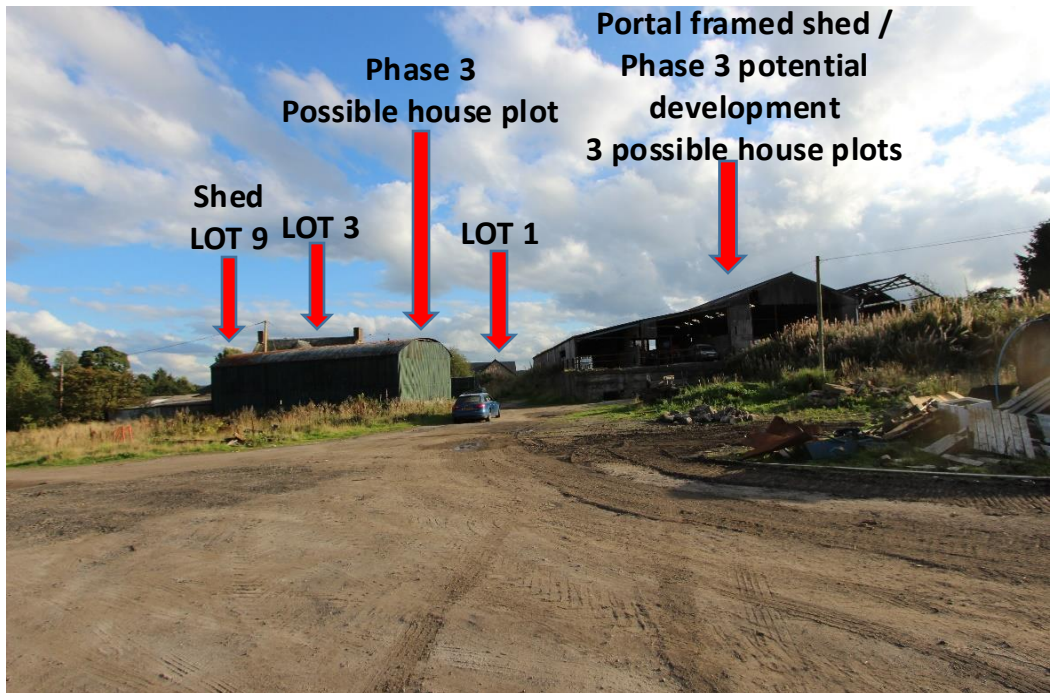 Portal framed shed /
Phase 3 potential
development
3 possible house plots
Phase 3
Possible house plot
Shed
LOT 9
LOT 3
LOT 1